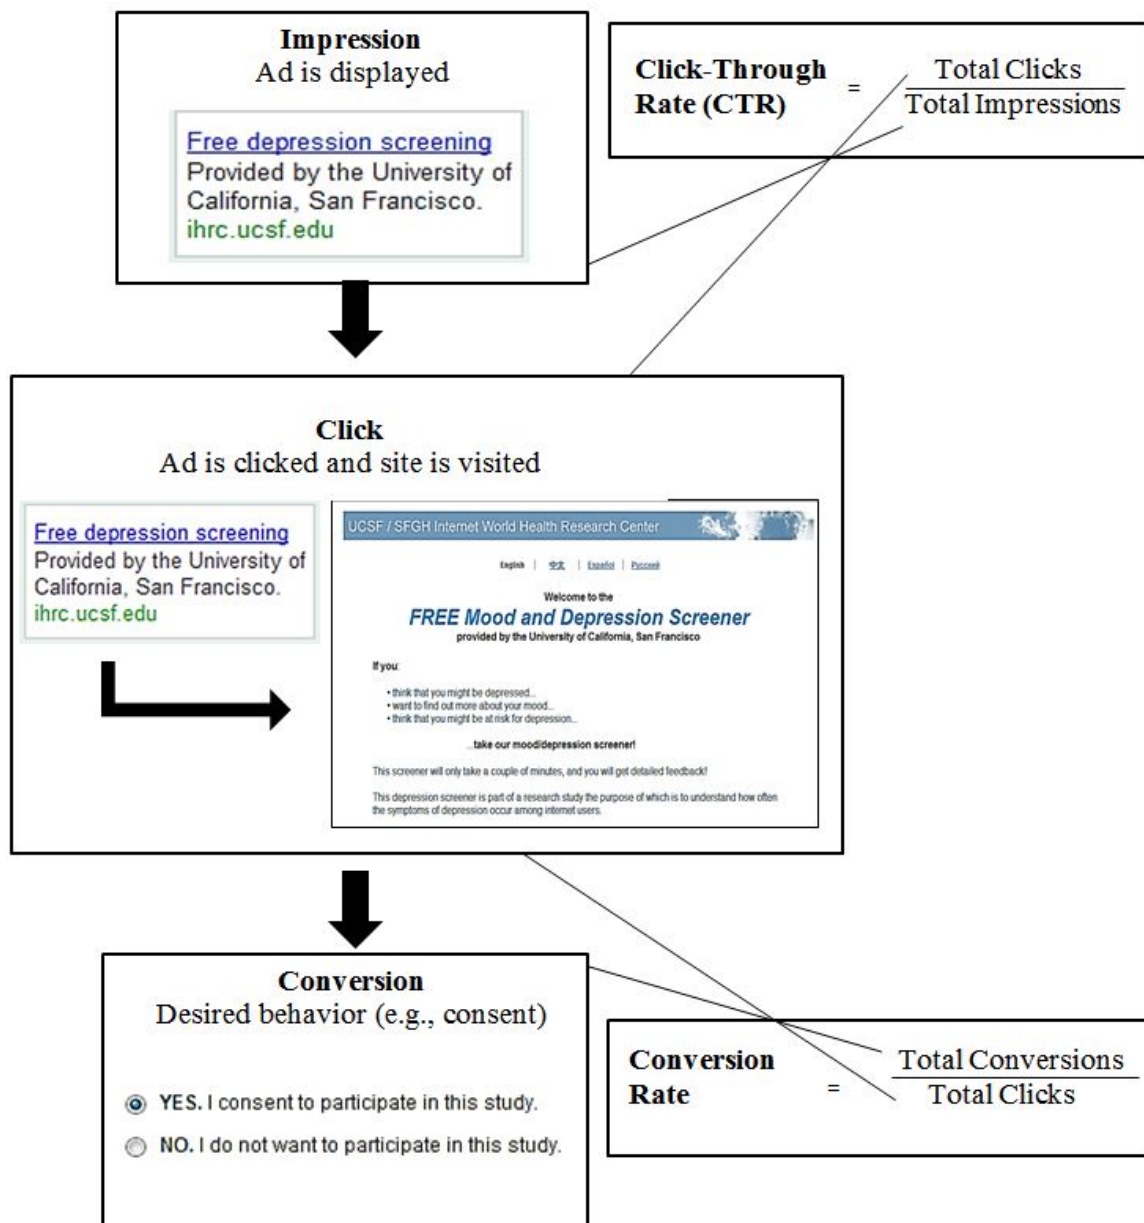 Impression
Ad is displayed
Free depression screening
Provided by the University of
California, San Francisco.
ihrc.ucsf.edu
Click-Through
Rate (CTR)
=
Total Clicks
Total Impressions
Click
Ad is clicked and site is visited
Free depression screening
Provided by the University of
California, San Francisco.
ihrc.ucsf.edu
UCSF / SFGH Internet World Health Research Center
English | 中文 | Español | Русский
Welcome to the
FREE Mood and Depression Screener
provided by the University of California, San Francisco
If you:
• think that you might be depressed...
• want to find out more about your mood...
• think that you might be at risk for depression...
...take our mood/depression screener!
This screener will only take a couple of minutes, and you will get detailed feedback!
This depression screener is part of a research study the purpose of which is to understand how often
the symptoms of depression occur among internet users.
Conversion
Desired behavior (e.g., consent)
YES. I consent to participate in this study.
NO. I do not want to participate in this study.
Conversion
Rate
=
Total Conversions
Total Clicks